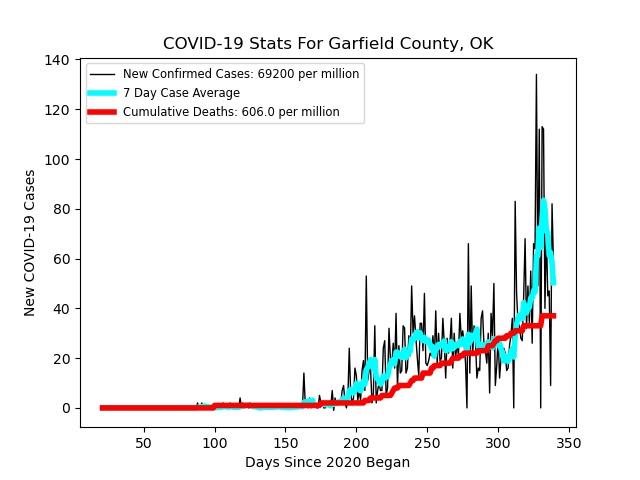 COVID-19 Stats For Garfield County, OK
New Confirmed Cases: 69200 per million
7 Day Case Average
Cumulative Deaths: 606.0 per million
New COVID-19 Cases
140
120
100
80
60
40
20
0
50
100
150
200
250
300
350
Days Since 2020 Began